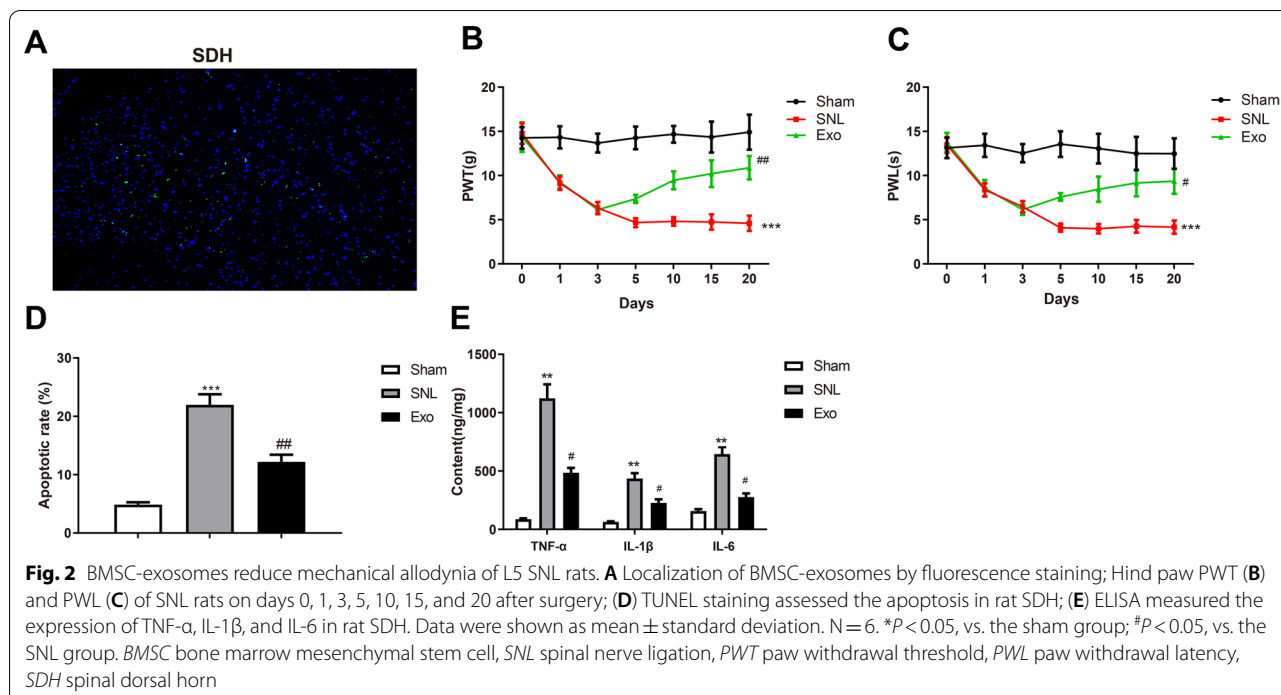 A
SDH
B
20
15
10
5
0
PWT(g)
0 1 3 5 10 15 20
Days
Sham
SNL
Exo
##
***
C
20
15
10
5
0
PWL(s)
0 1 3 5 10 15 20
Days
Sham
SNL
Exo
#
***
D
30
20
10
0
Apoptotic rate (%)
***
##
Sham
SNL
Exo
E
1500
1000
500
0
Content(ng/mg)
**
#
**
#
**
#
TNF-α IL-1β IL-6
Sham
SNL
Exo
Fig. 2 BMSC-exosomes reduce mechanical allodynia of L5 SNL rats. A Localization of BMSC-exosomes by fluorescence staining; Hind paw PWT (B)
and PWL (C) of SNL rats on days 0, 1, 3, 5, 10, 15, and 20 after surgery; (D) TUNEL staining assessed the apoptosis in rat SDH; (E) ELISA measured the
expression of TNF-α, IL-1β, and IL-6 in rat SDH. Data were shown as mean ± standard deviation. N = 6. *P < 0.05, vs. the sham group; #P < 0.05, vs. the
SNL group. BMSC bone marrow mesenchymal stem cell, SNL spinal nerve ligation, PWT paw withdrawal threshold, PWL paw withdrawal latency,
SDH spinal dorsal horn